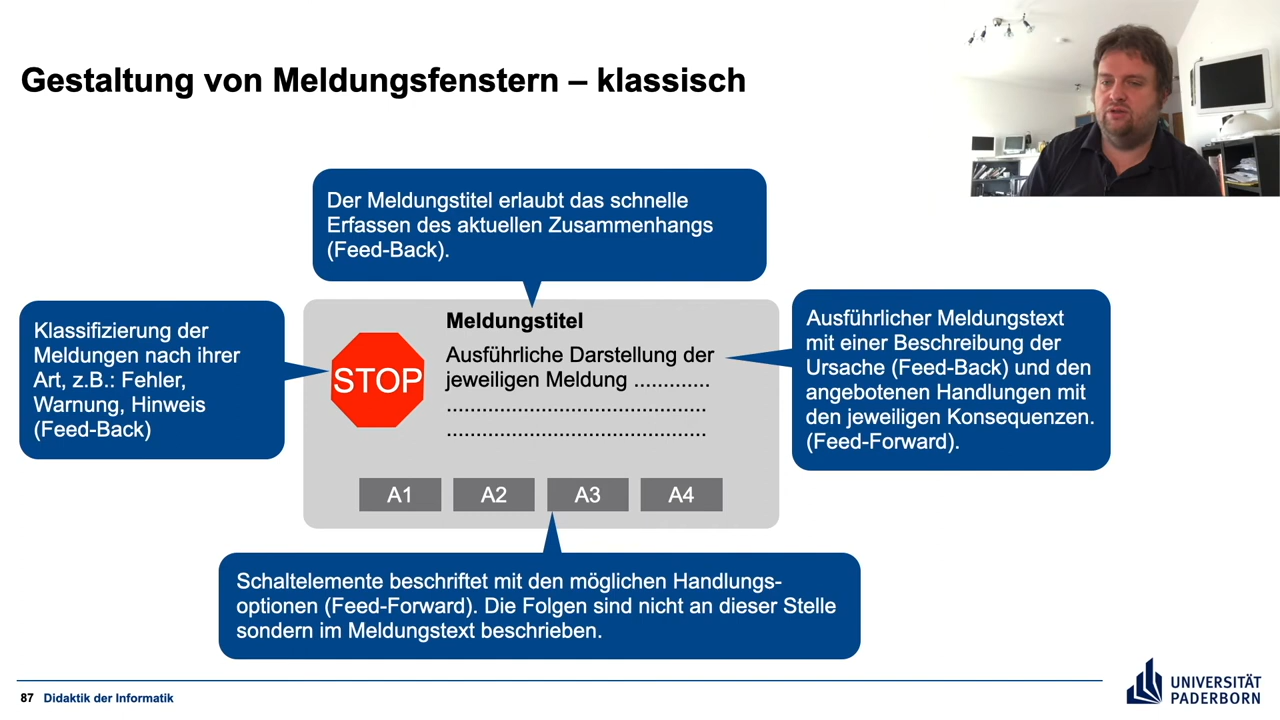 Gestaltung von Meldungsfenstern – klassisch
Der Meldungstitel erlaubt das schnelle
Erfassen des aktuellen Zusammenhangs
(Feed-Back).
Klassifizierung der
Meldungen nach ihrer
Art, z.B.: Fehler,
Warnung, Hinweis
(Feed-Back)
STOP
Meldungstitel
Ausführliche Darstellung der
jeweiligen Meldung .............
.............................................
.............................................
Ausführlicher Meldungstext
mit einer Beschreibung der
Ursache (Feed-Back) und den
angebotenen Handlungen mit
den jeweiligen Konsequenzen.
(Feed-Forward).
A1 A2 A3 A4
Schaltelemente beschriftet mit den möglichen Handlungs-
optionen (Feed-Forward). Die Folgen sind nicht an dieser Stelle
sondern im Meldungstext beschrieben.
87 Didaktik der Informatik
UNIVERSITÄT
PADERBORN